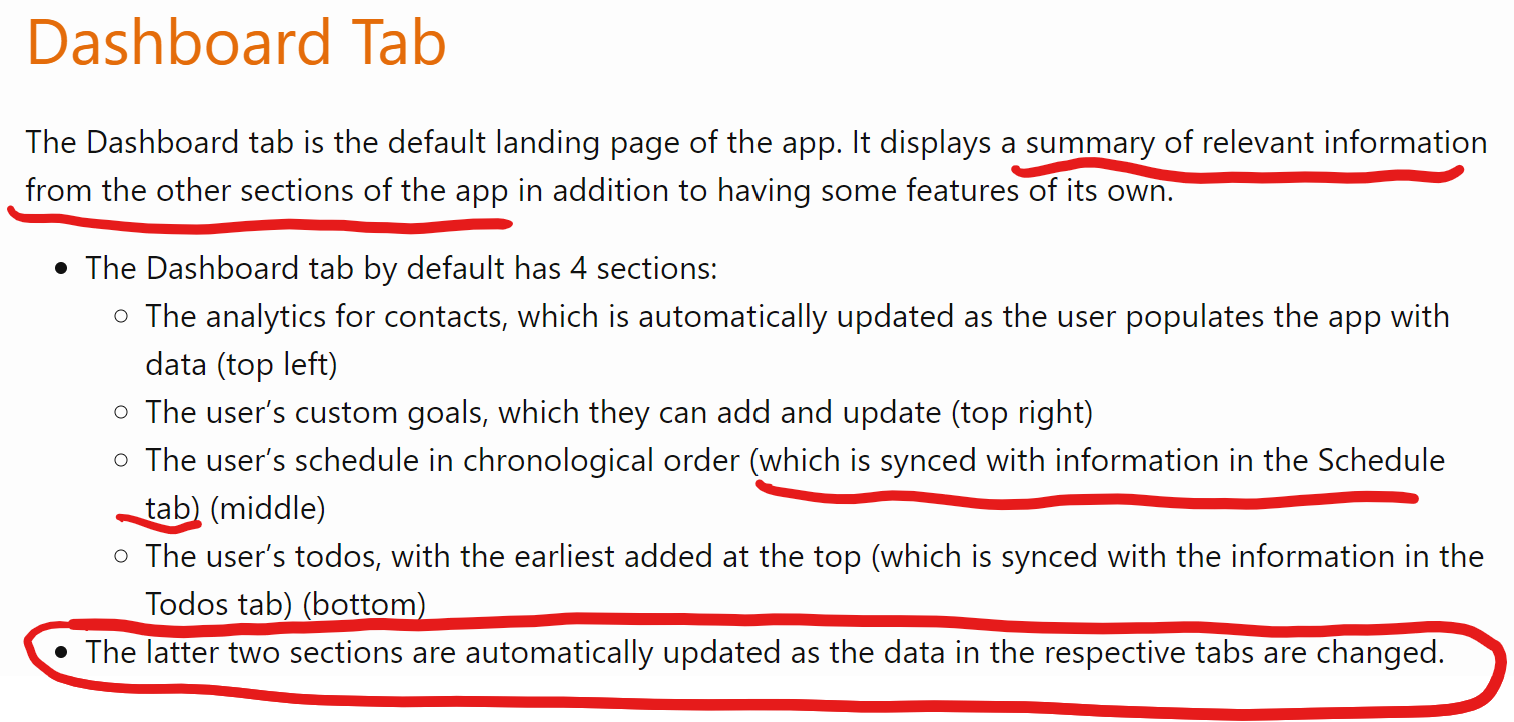 Dashboard Tab
The Dashboard tab is the default landing page of the app. It displays a summary of relevant information
from the other sections of the app in addition to having some features of its own.
• The Dashboard tab by default has 4 sections:
○ The analytics for contacts, which is automatically updated as the user populates the app with
data (top left)
○ The user’s custom goals, which they can add and update (top right)
○ The user’s schedule in chronological order (which is synced with information in the Schedule
tab) (middle)
○ The user’s todos, with the earliest added at the top (which is synced with the information in the
Todos tab) (bottom)
• The latter two sections are automatically updated as the data in the respective tabs are changed.